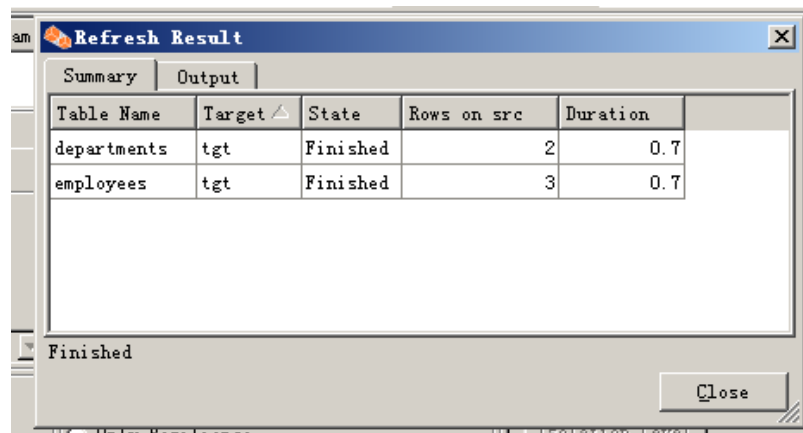 am
Refresh Result
Summary Output
Table Name Target State Rows on src Duration
departments tgt Finished 2 0.7
employees tgt Finished 3 0.7
Finished
Close